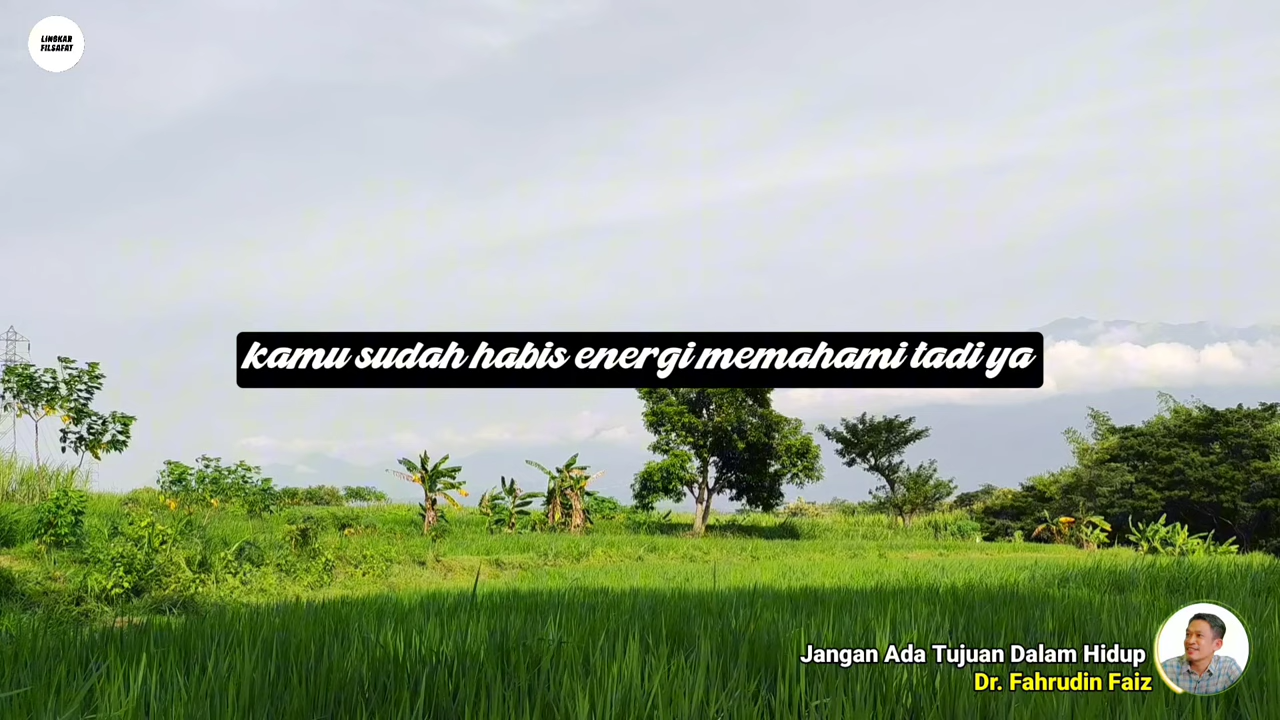 LINGKAR
FILSAFAT
kamu sudah habis energi memahami tadi ya
Jangan Ada Tujuan Dalam Hidup
Dr. Fahrudin Faiz